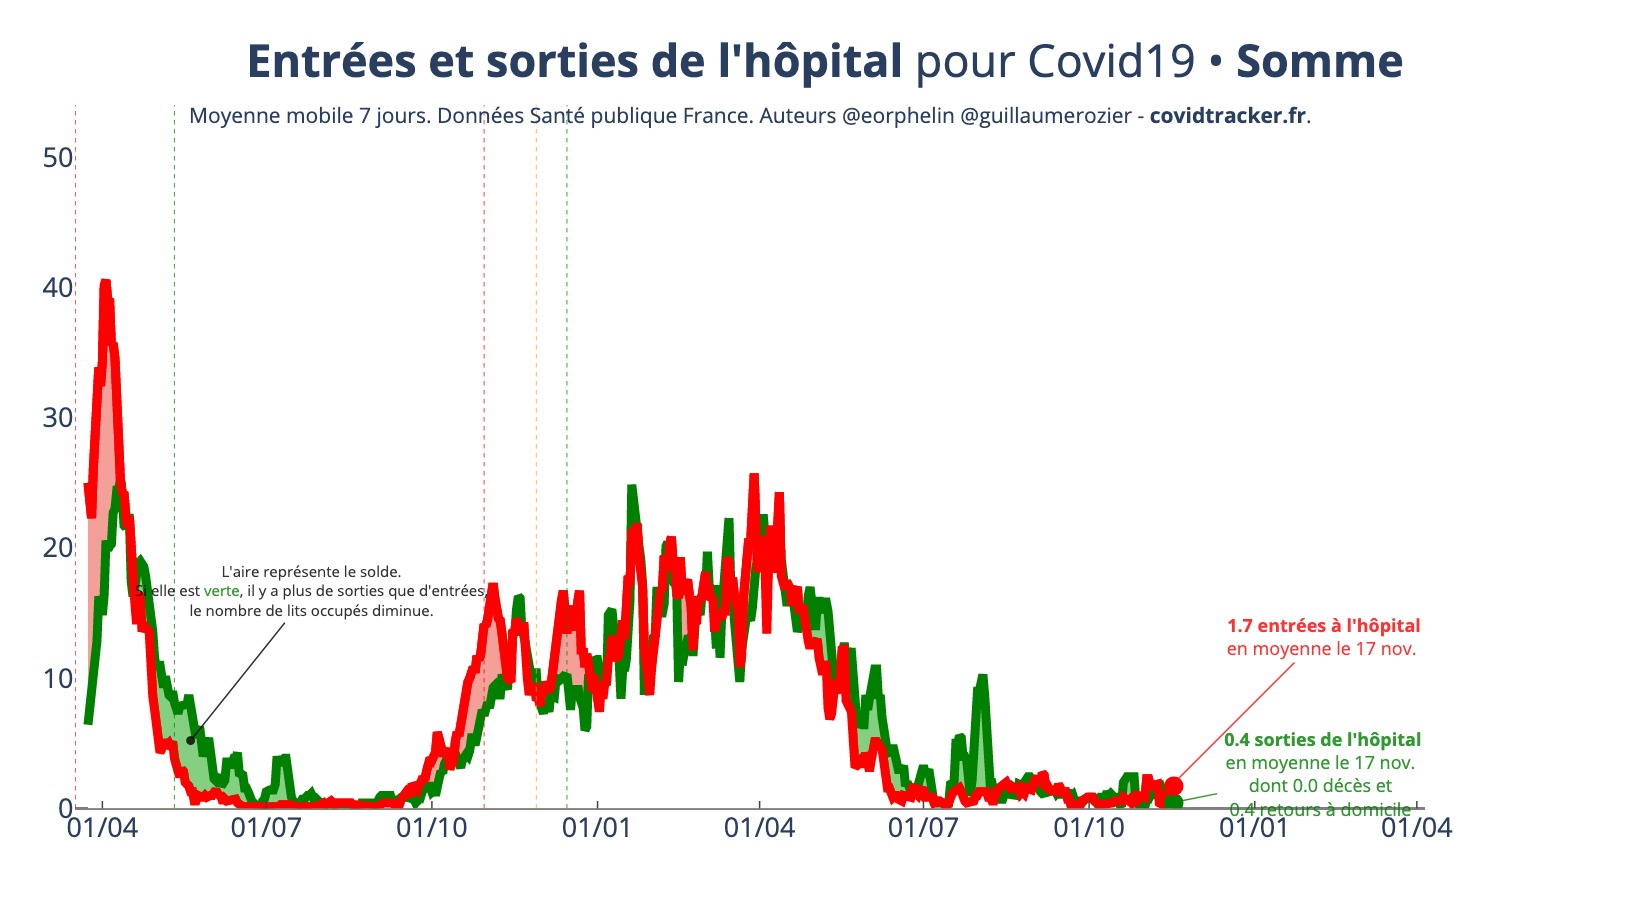 Entrées et sorties de l'hôpital pour Covid19 • Somme
Moyenne mobile 7 jours. Données Santé publique France. Auteurs @eorphelin @guillaumerozier - covidtracker.fr.
50
40
30
20
10
0
L'aire représente le solde.
Si elle est verte, il y a plus de sorties que d'entrées,
le nombre de lits occupés diminue.
1.7 entrées à l'hôpital
en moyenne le 17 nov.
0.4 sorties de l'hôpital
en moyenne le 17 nov.
dont 0.0 décès et
0.4 retours à domicile
01/04 01/07 01/10 01/01 01/04 01/07 01/10 01/01 01/04